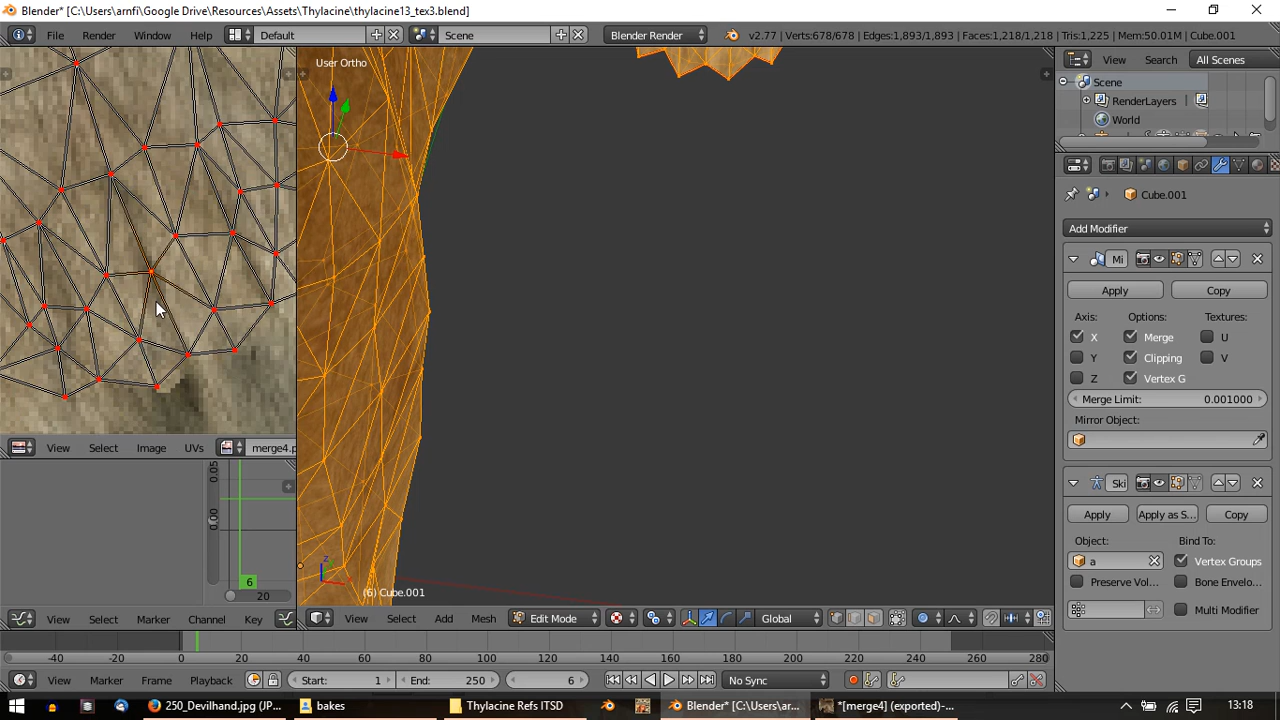 Blender* [C:\Users\arnfi\Google Drive\Resources\Assets\Thylacine\thylacine13_tex3.blend]
File Render Window Help Default Scene Blender Render v2.77 | Verts:678/678 | Edges:1,893/1,893 | Faces:1,218/1,218 | Tris:1,225 | Mem:50.0M | Cube.001
User Ortho
View Search All Scenes
Scene
RenderLayers
World
Cube.001
Add Modifier
Mi
Apply Copy
Axis: Options: Textures:
X Merge U
Y Clipping V
Z Vertex G
Merge Limit: 0.001000
Mirror Object:
View Select Image UVs merge4.p
Ski
Apply Apply as S... Copy
Object: Bind To:
a Vertex Groups
Preserve Vol... Bone Envelo...
Multi Modifier
0.05
0.00
6
20
z
(6) Cube.001
View Select Marker Channel Key
View Select Add Mesh Edit Mode Global
-40 -20 0 20 40 60 80 100 120 140 160 180 200 220 240 260 280
View Marker Frame Playback Start: 1 End: 250 6 No Sync
250_Devilhand.jpg (JP... bakes Thylacine Refs ITSD Blender* [C:\Users\ar... *[merge4] (exported)-... 13:18